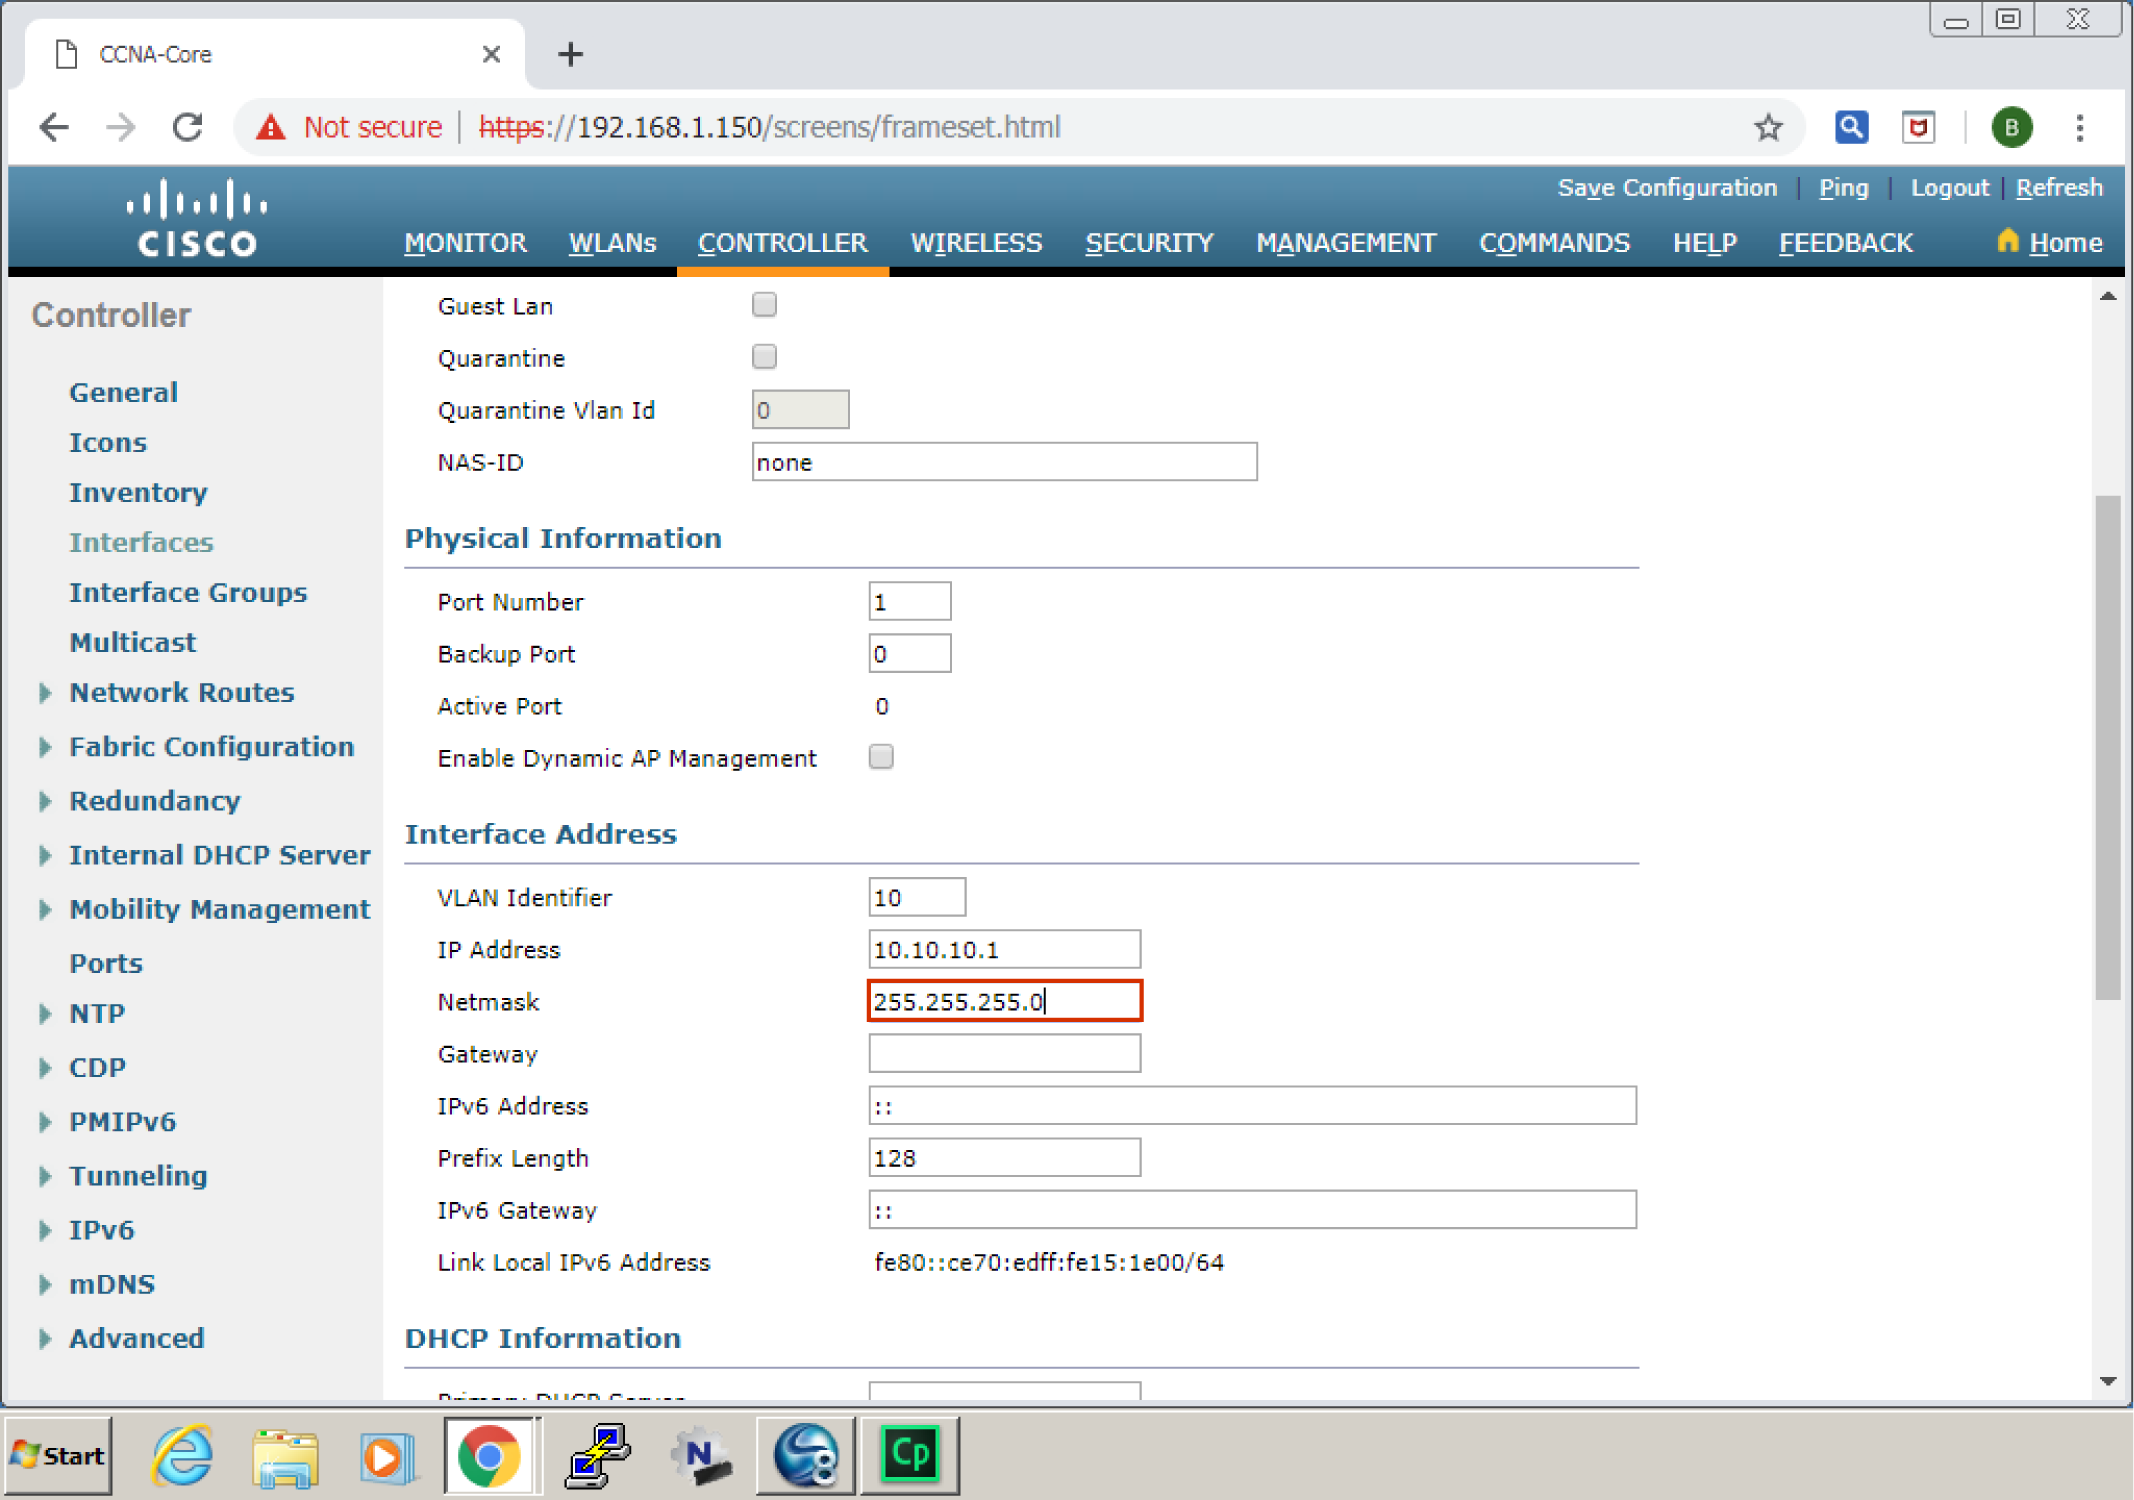 CCNA-Core
Not secure | https://192.168.1.150/screens/frameset.html
B
Save Configuration | Ping | Logout | Refresh
CISCO
MONITOR WLANs CONTROLLER WIRELESS SECURITY MANAGEMENT COMMANDS HELP FEEDBACK Home
Controller
General
Icons
Inventory
Interfaces
Interface Groups
Multicast
Network Routes
Fabric Configuration
Redundancy
Internal DHCP Server
Mobility Management
Ports
NTP
CDP
PMIPv6
Tunneling
IPv6
mDNS
Advanced
Guest Lan
Quarantine
Quarantine Vlan Id 0
NAS-ID none
Physical Information
Port Number 1
Backup Port 0
Active Port 0
Enable Dynamic AP Management
Interface Address
VLAN Identifier 10
IP Address 10.10.10.1
Netmask 255.255.255.0
Gateway
IPv6 Address ::
Prefix Length 128
IPv6 Gateway ::
Link Local IPv6 Address fe80::ce70:edff:fe15:1e00/64
DHCP Information
Primary DHCP Server
Start
N
8
Cp